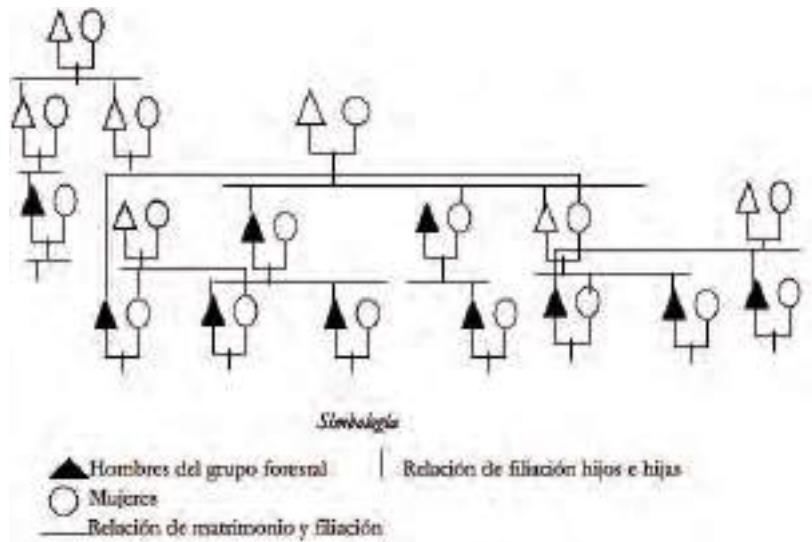 Simbología
Hombres del grupo forestal
Relación de filiación hijos e hijas
Mujeres
Relación de matrimonio y filiación